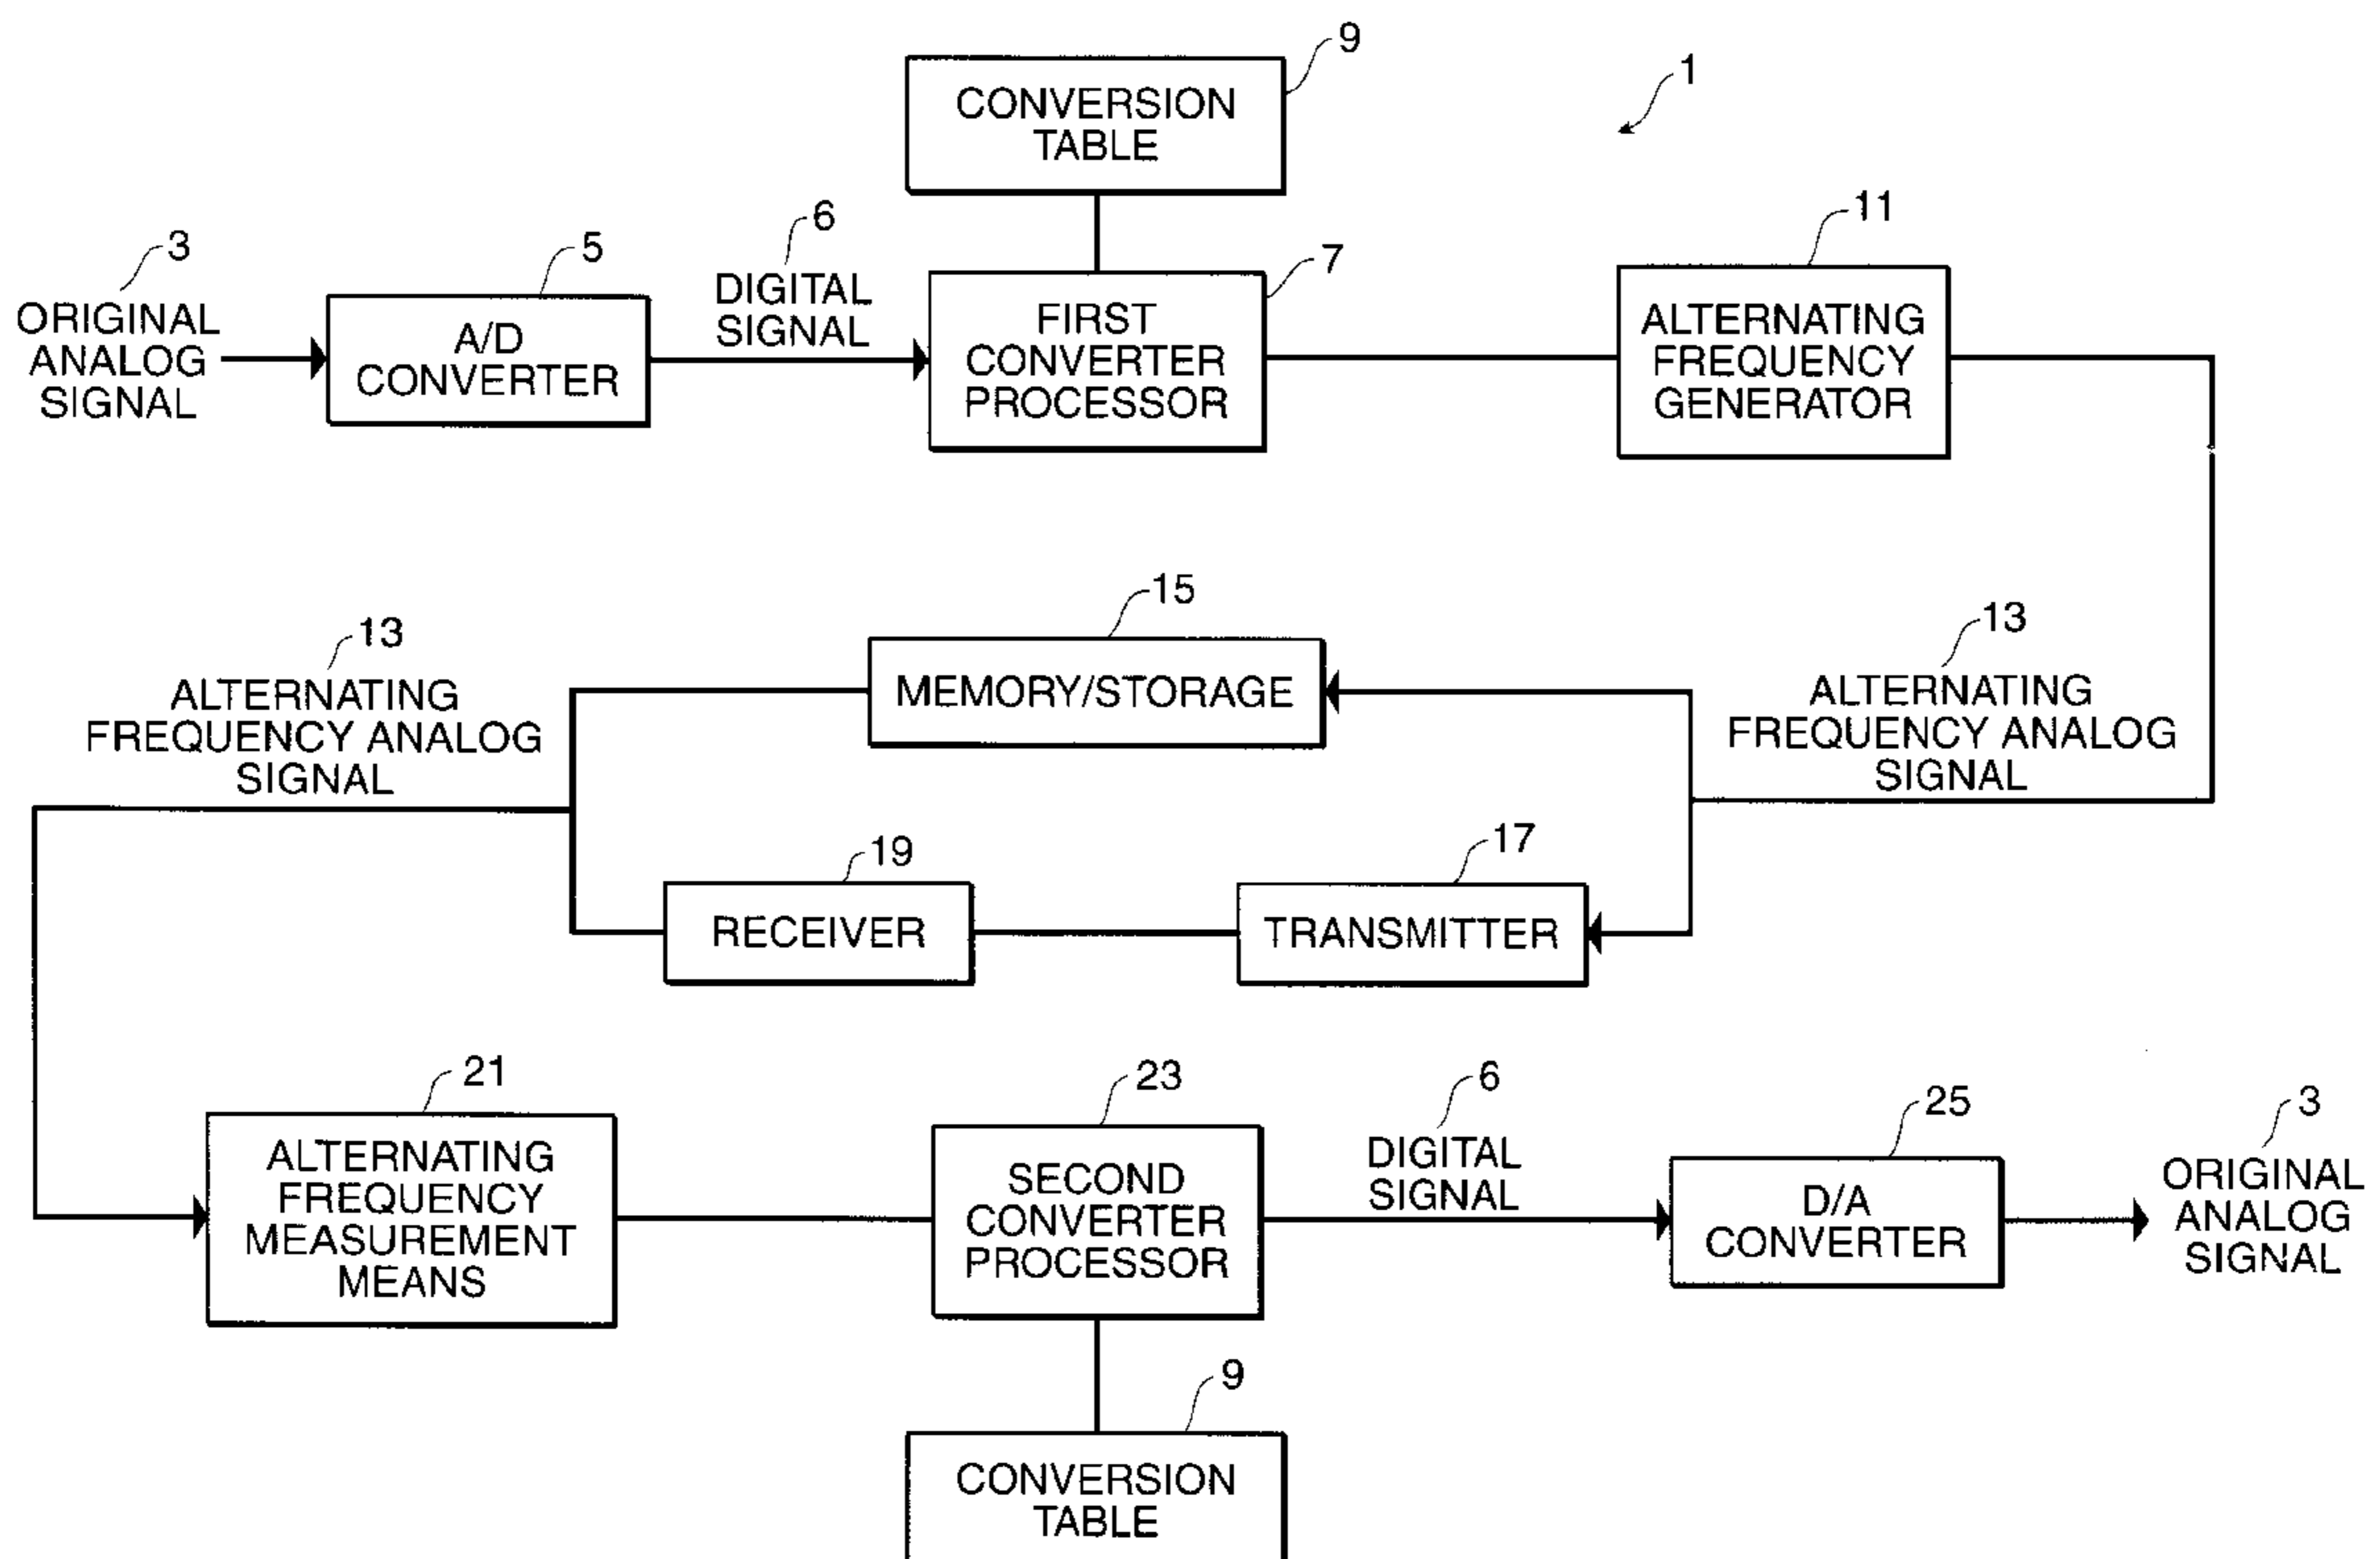 9
CONVERSION
TABLE
1
3
ORIGINAL
ANALOG
SIGNAL
5
A/D
CONVERTER
6
DIGITAL
SIGNAL
7
FIRST
CONVERTER
PROCESSOR
11
ALTERNATING
FREQUENCY
GENERATOR
13
ALTERNATING
FREQUENCY ANALOG
SIGNAL
15
MEMORY/STORAGE
13
ALTERNATING
FREQUENCY ANALOG
SIGNAL
19
RECEIVER
17
TRANSMITTER
21
ALTERNATING
FREQUENCY
MEASUREMENT
MEANS
23
SECOND
CONVERTER
PROCESSOR
6
DIGITAL
SIGNAL
25
D/A
CONVERTER
3
ORIGINAL
ANALOG
SIGNAL
9
CONVERSION
TABLE